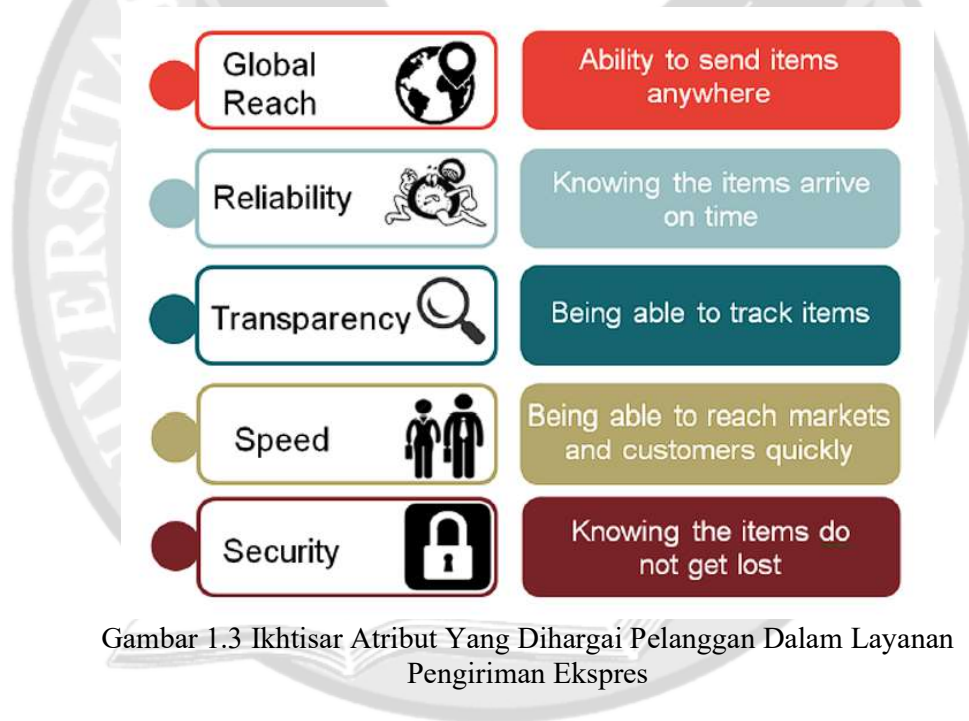 Global
Reach
Ability to send items
anywhere
Reliability
Knowing the items arrive
on time
Transparency
Being able to track items
Speed
Being able to reach markets
and customers quickly
Security
Knowing the items do
not get lost
Gambar 1.3 Ikhtisar Atribut Yang Dihargai Pelanggan Dalam Layanan
Pengiriman Ekspres